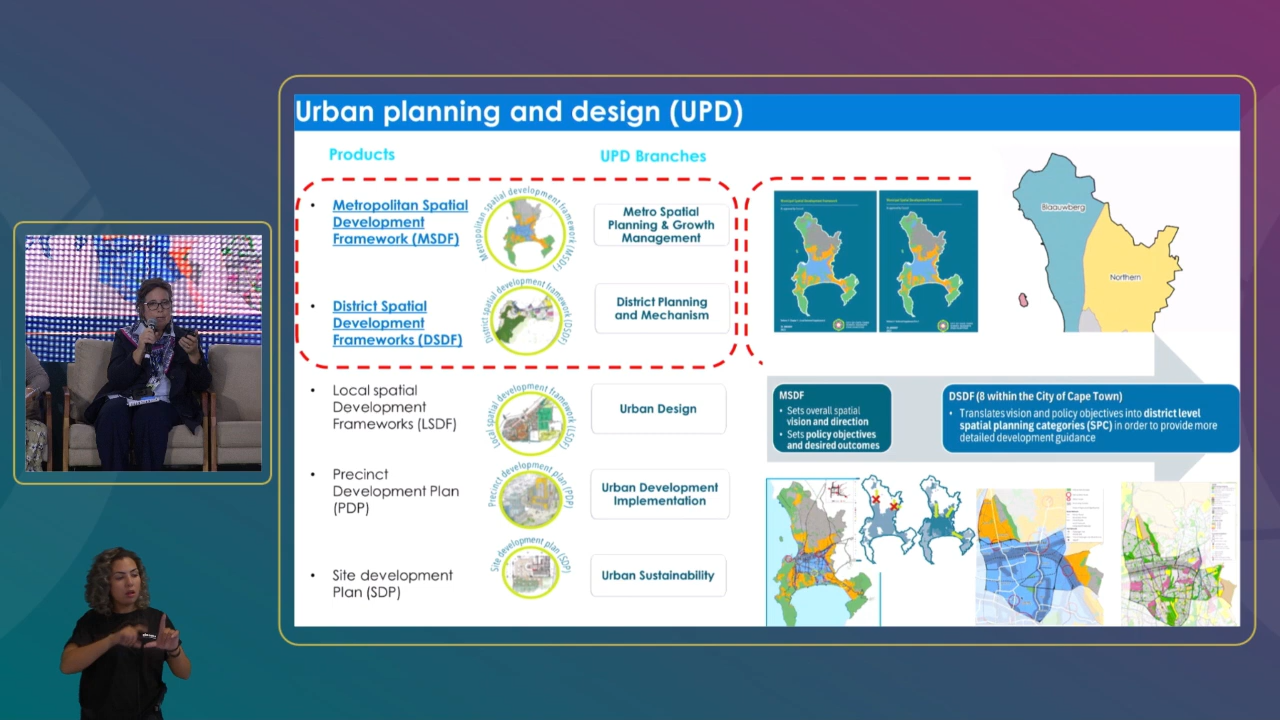 Urban planning and design (UPD)
Products
UPD Branches
• Metropolitan Spatial
Development
Framework (MSDF)
Metropolitan spatial development framework (MSDF)
Metro Spatial
Planning & Growth
Management
• District Spatial
Development
Frameworks (DSDF)
District spatial development framework (DSDF)
District Planning
and Mechanism
• Local spatial
Development
Frameworks (LSDF)
Local spatial development framework (LSDF)
Urban Design
• Precinct
Development Plan
(PDP)
Precinct development plan (PDP)
Urban Development
Implementation
• Site development
Plan (SDP)
Site development plan (SDP)
Urban Sustainability
Blaauwberg
Northern
MSDF
• Sets overall spatial
vision and direction
• Sets policy objectives
and desired outcomes
DSDF (8 within the City of Cape Town)
• Translates vision and policy objectives into district level
spatial planning categories (SPC) in order to provide more
detailed development guidance